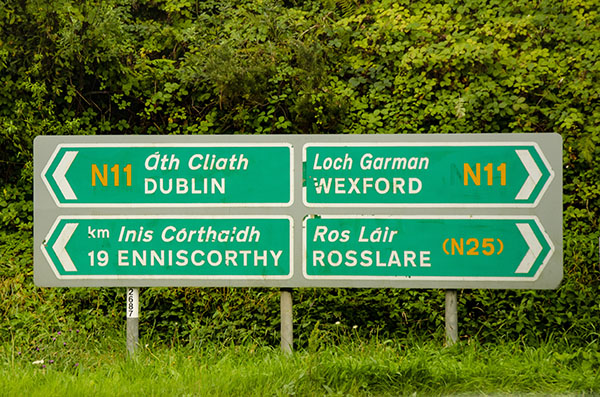 N11 Áth Cliath
DUBLIN
Loch Garman
WEXFORD N11
km Inis Córthaidh
19 ENNISCORTHY
Ros Láir
ROSSLARE (N25)
2687